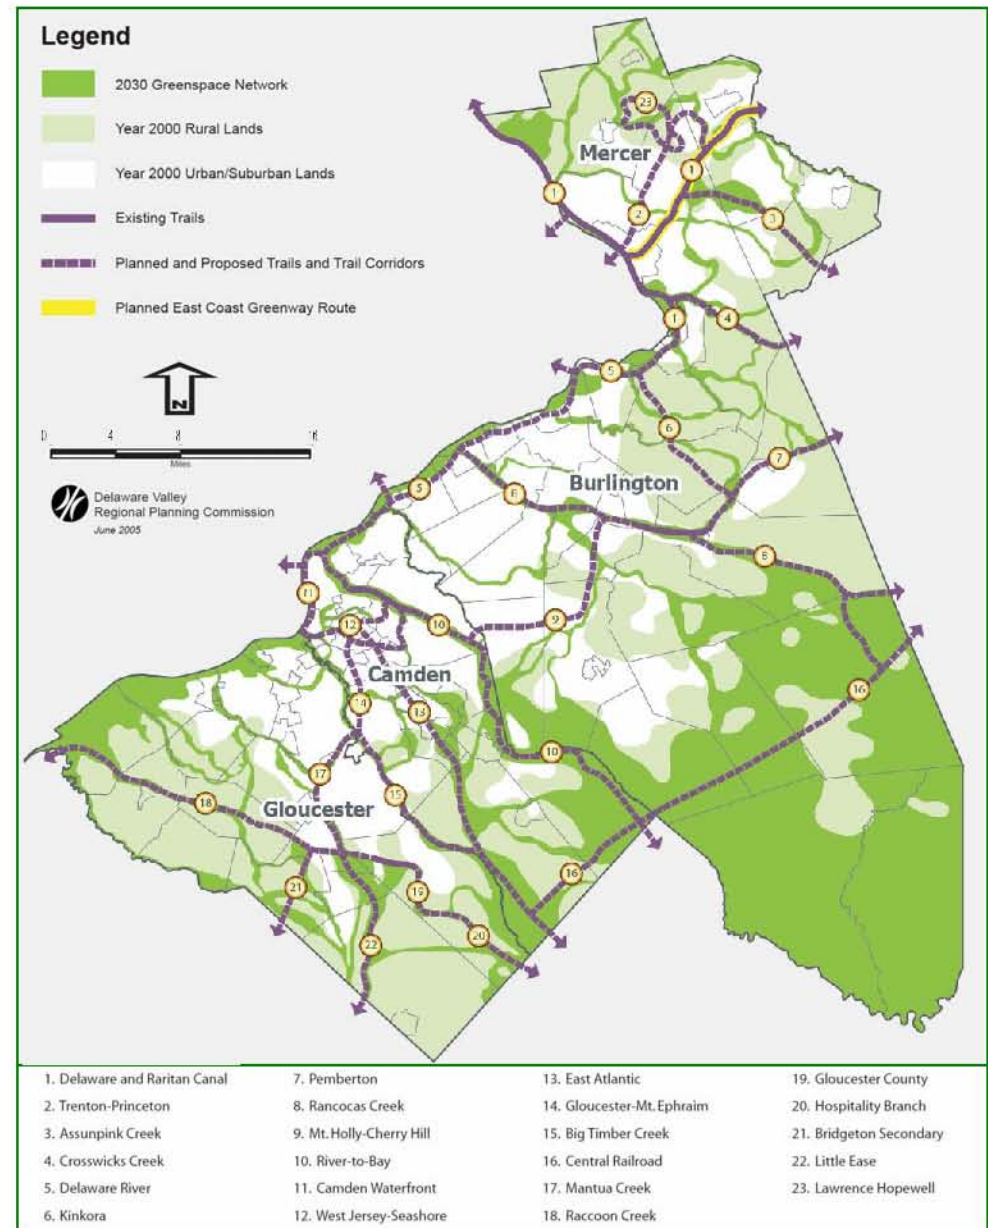 Legend
2030 Greenspace Network
Year 2000 Rural Lands
Year 2000 Urban/Suburban Lands
Existing Trails
Planned and Proposed Trails and Trail Corridors
Planned East Coast Greenway Route
N
0 4 8 16
Miles
Delaware Valley
Regional Planning Commission
June 2005
23
Mercer
1
1
2
3
1
4
5
6
7
Burlington
5
6
8
11
12
10
9
Camden
16
14
13
10
17
15
18
Gloucester
16
21
19
20
22
1. Delaware and Raritan Canal
2. Trenton-Princeton
3. Assunpink Creek
4. Crosswicks Creek
5. Delaware River
6. Kinkora
7. Pemberton
8. Rancocas Creek
9. Mt. Holly-Cherry Hill
10. River-to-Bay
11. Camden Waterfront
12. West Jersey-Seashore
13. East Atlantic
14. Gloucester-Mt. Ephraim
15. Big Timber Creek
16. Central Railroad
17. Mantua Creek
18. Raccoon Creek
19. Gloucester County
20. Hospitality Branch
21. Bridgeton Secondary
22. Little Ease
23. Lawrence Hopewell